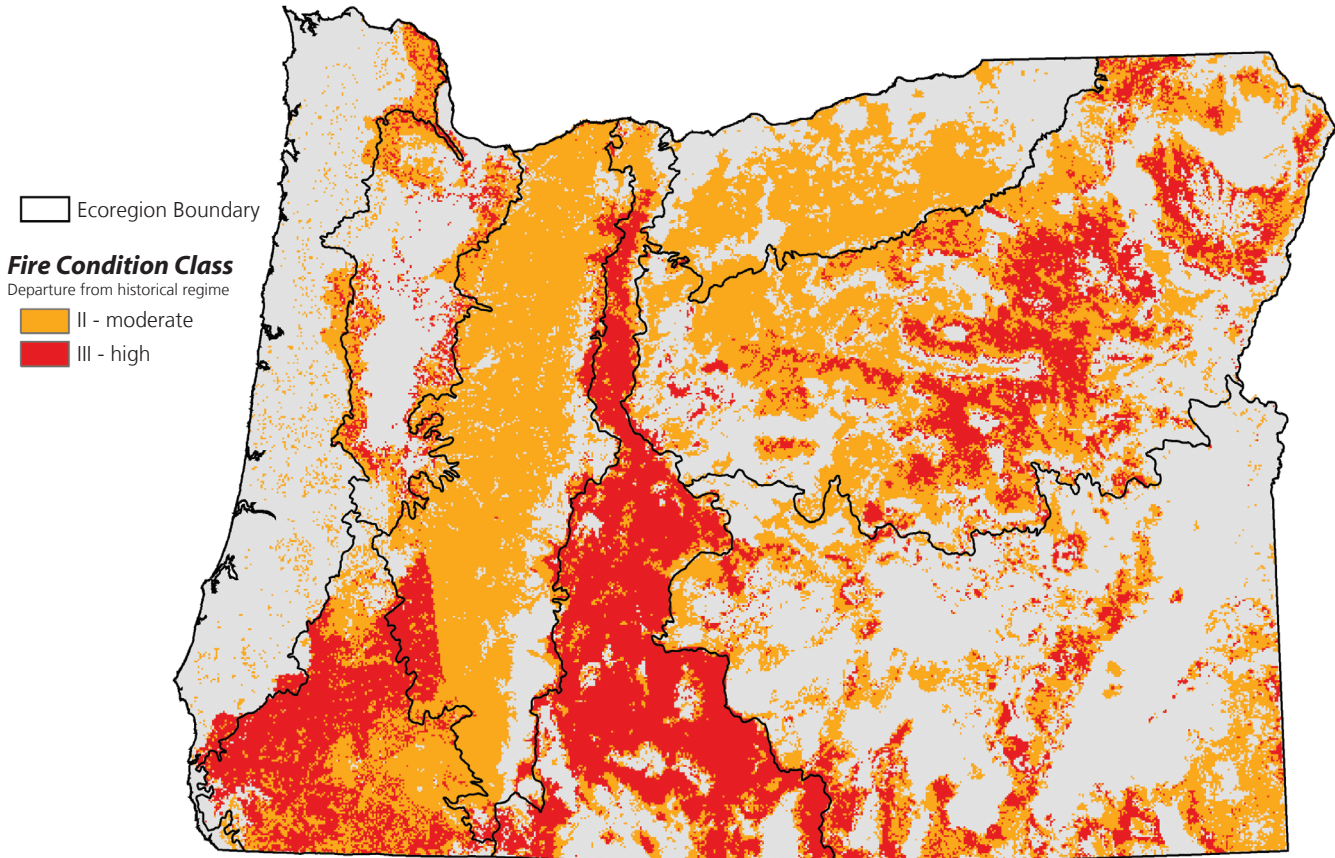 Ecoregion Boundary
Fire Condition Class
Departure from historical regime
II - moderate
III - high